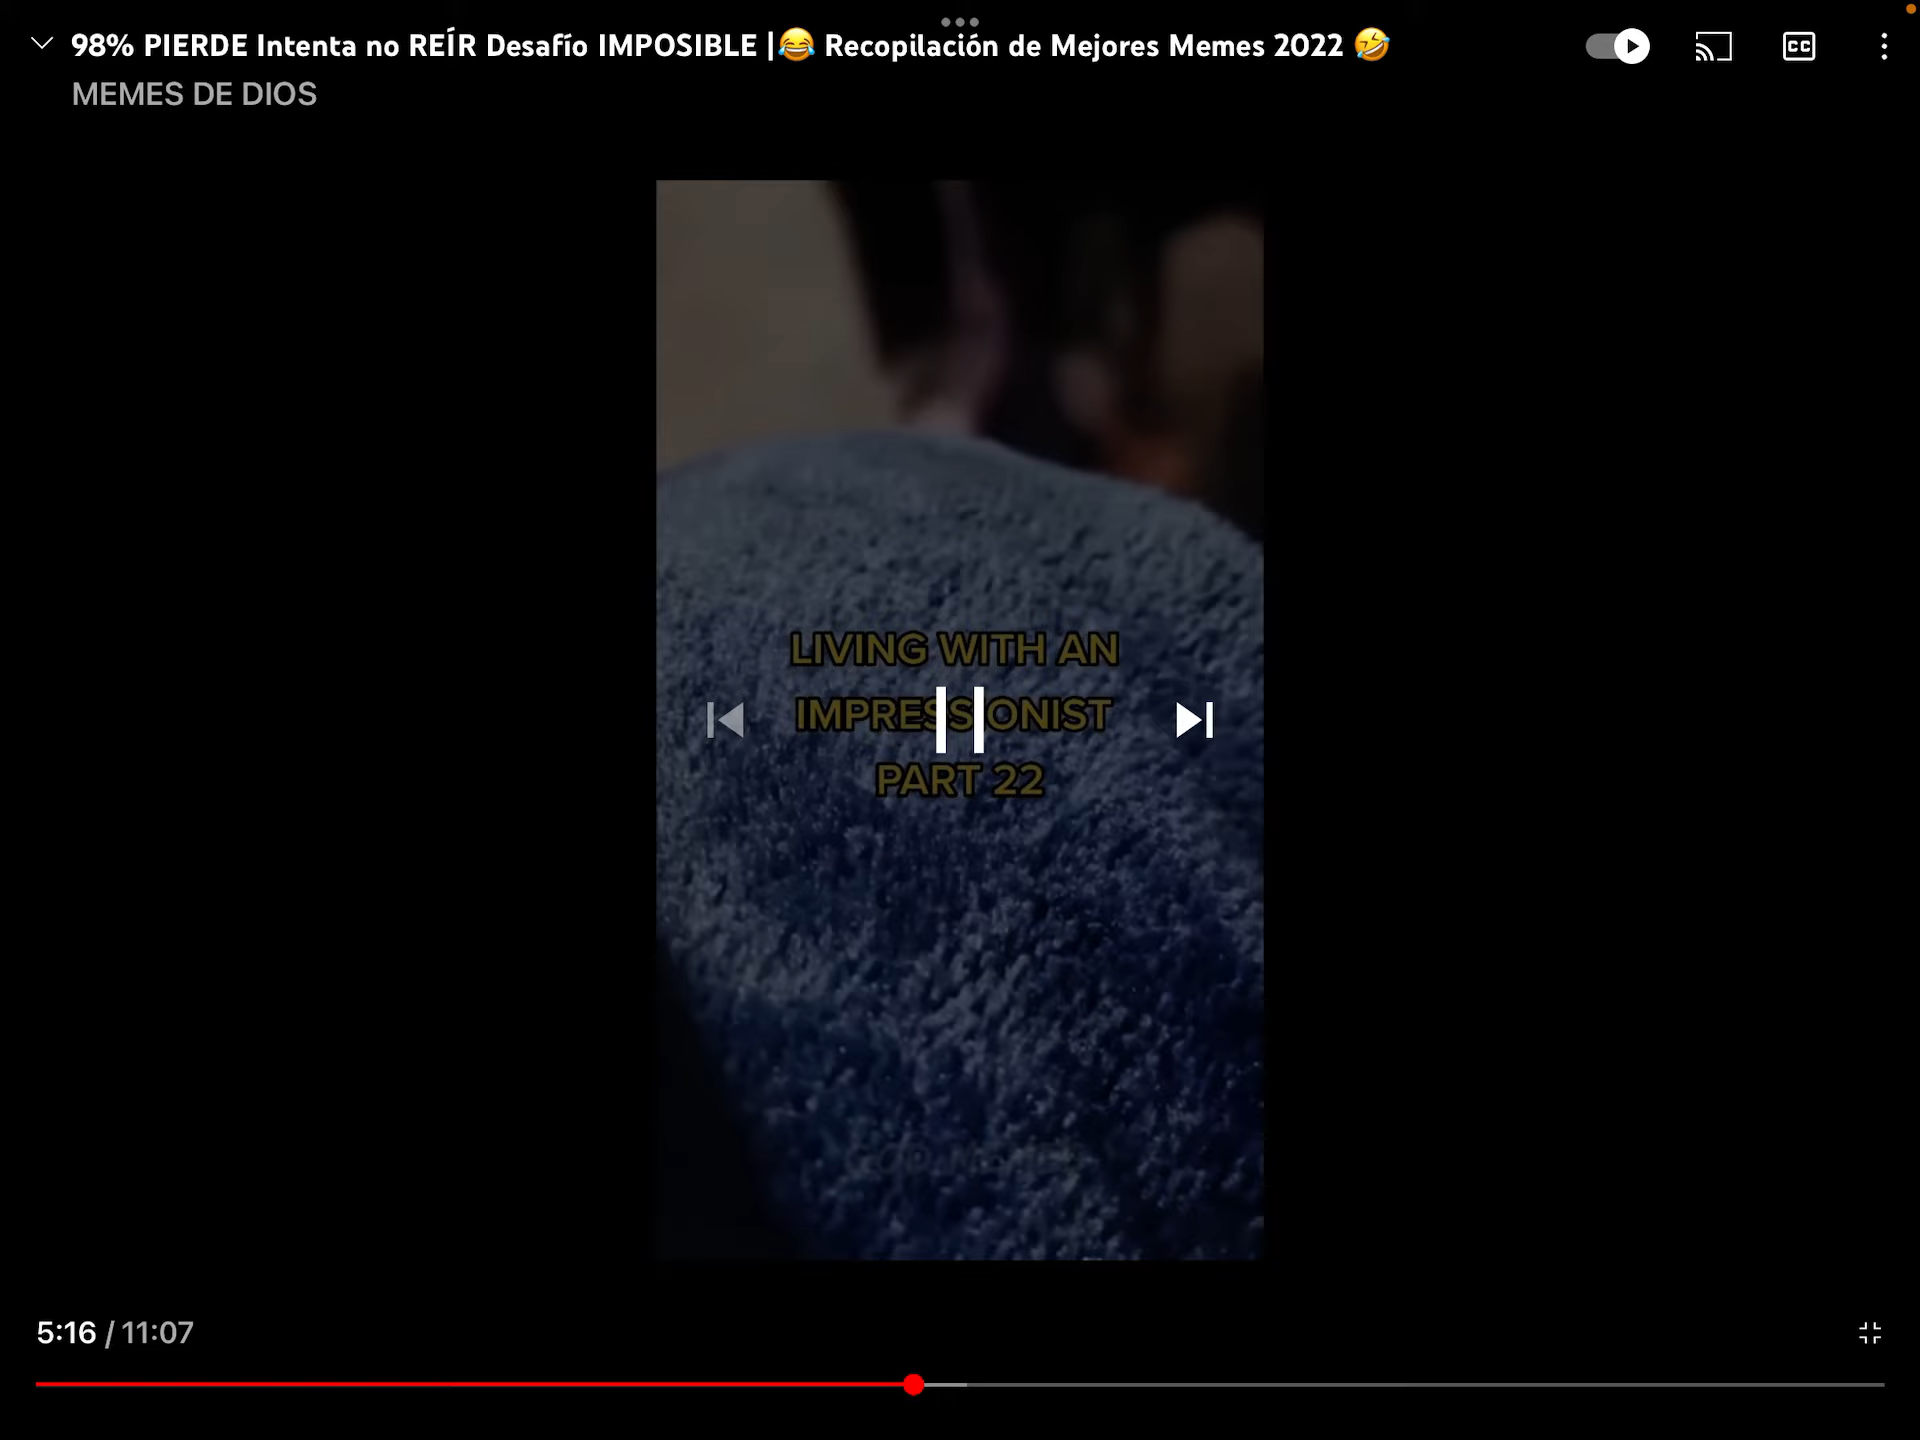 98% PIERDE Intenta no REÍR Desafío IMPOSIBLE |😂 Recopilación de Mejores Memes 2022 🤣
MEMES DE DIOS
CC
LIVING WITH AN
IMPRESSIONIST
PART 22
5:16 / 11:07